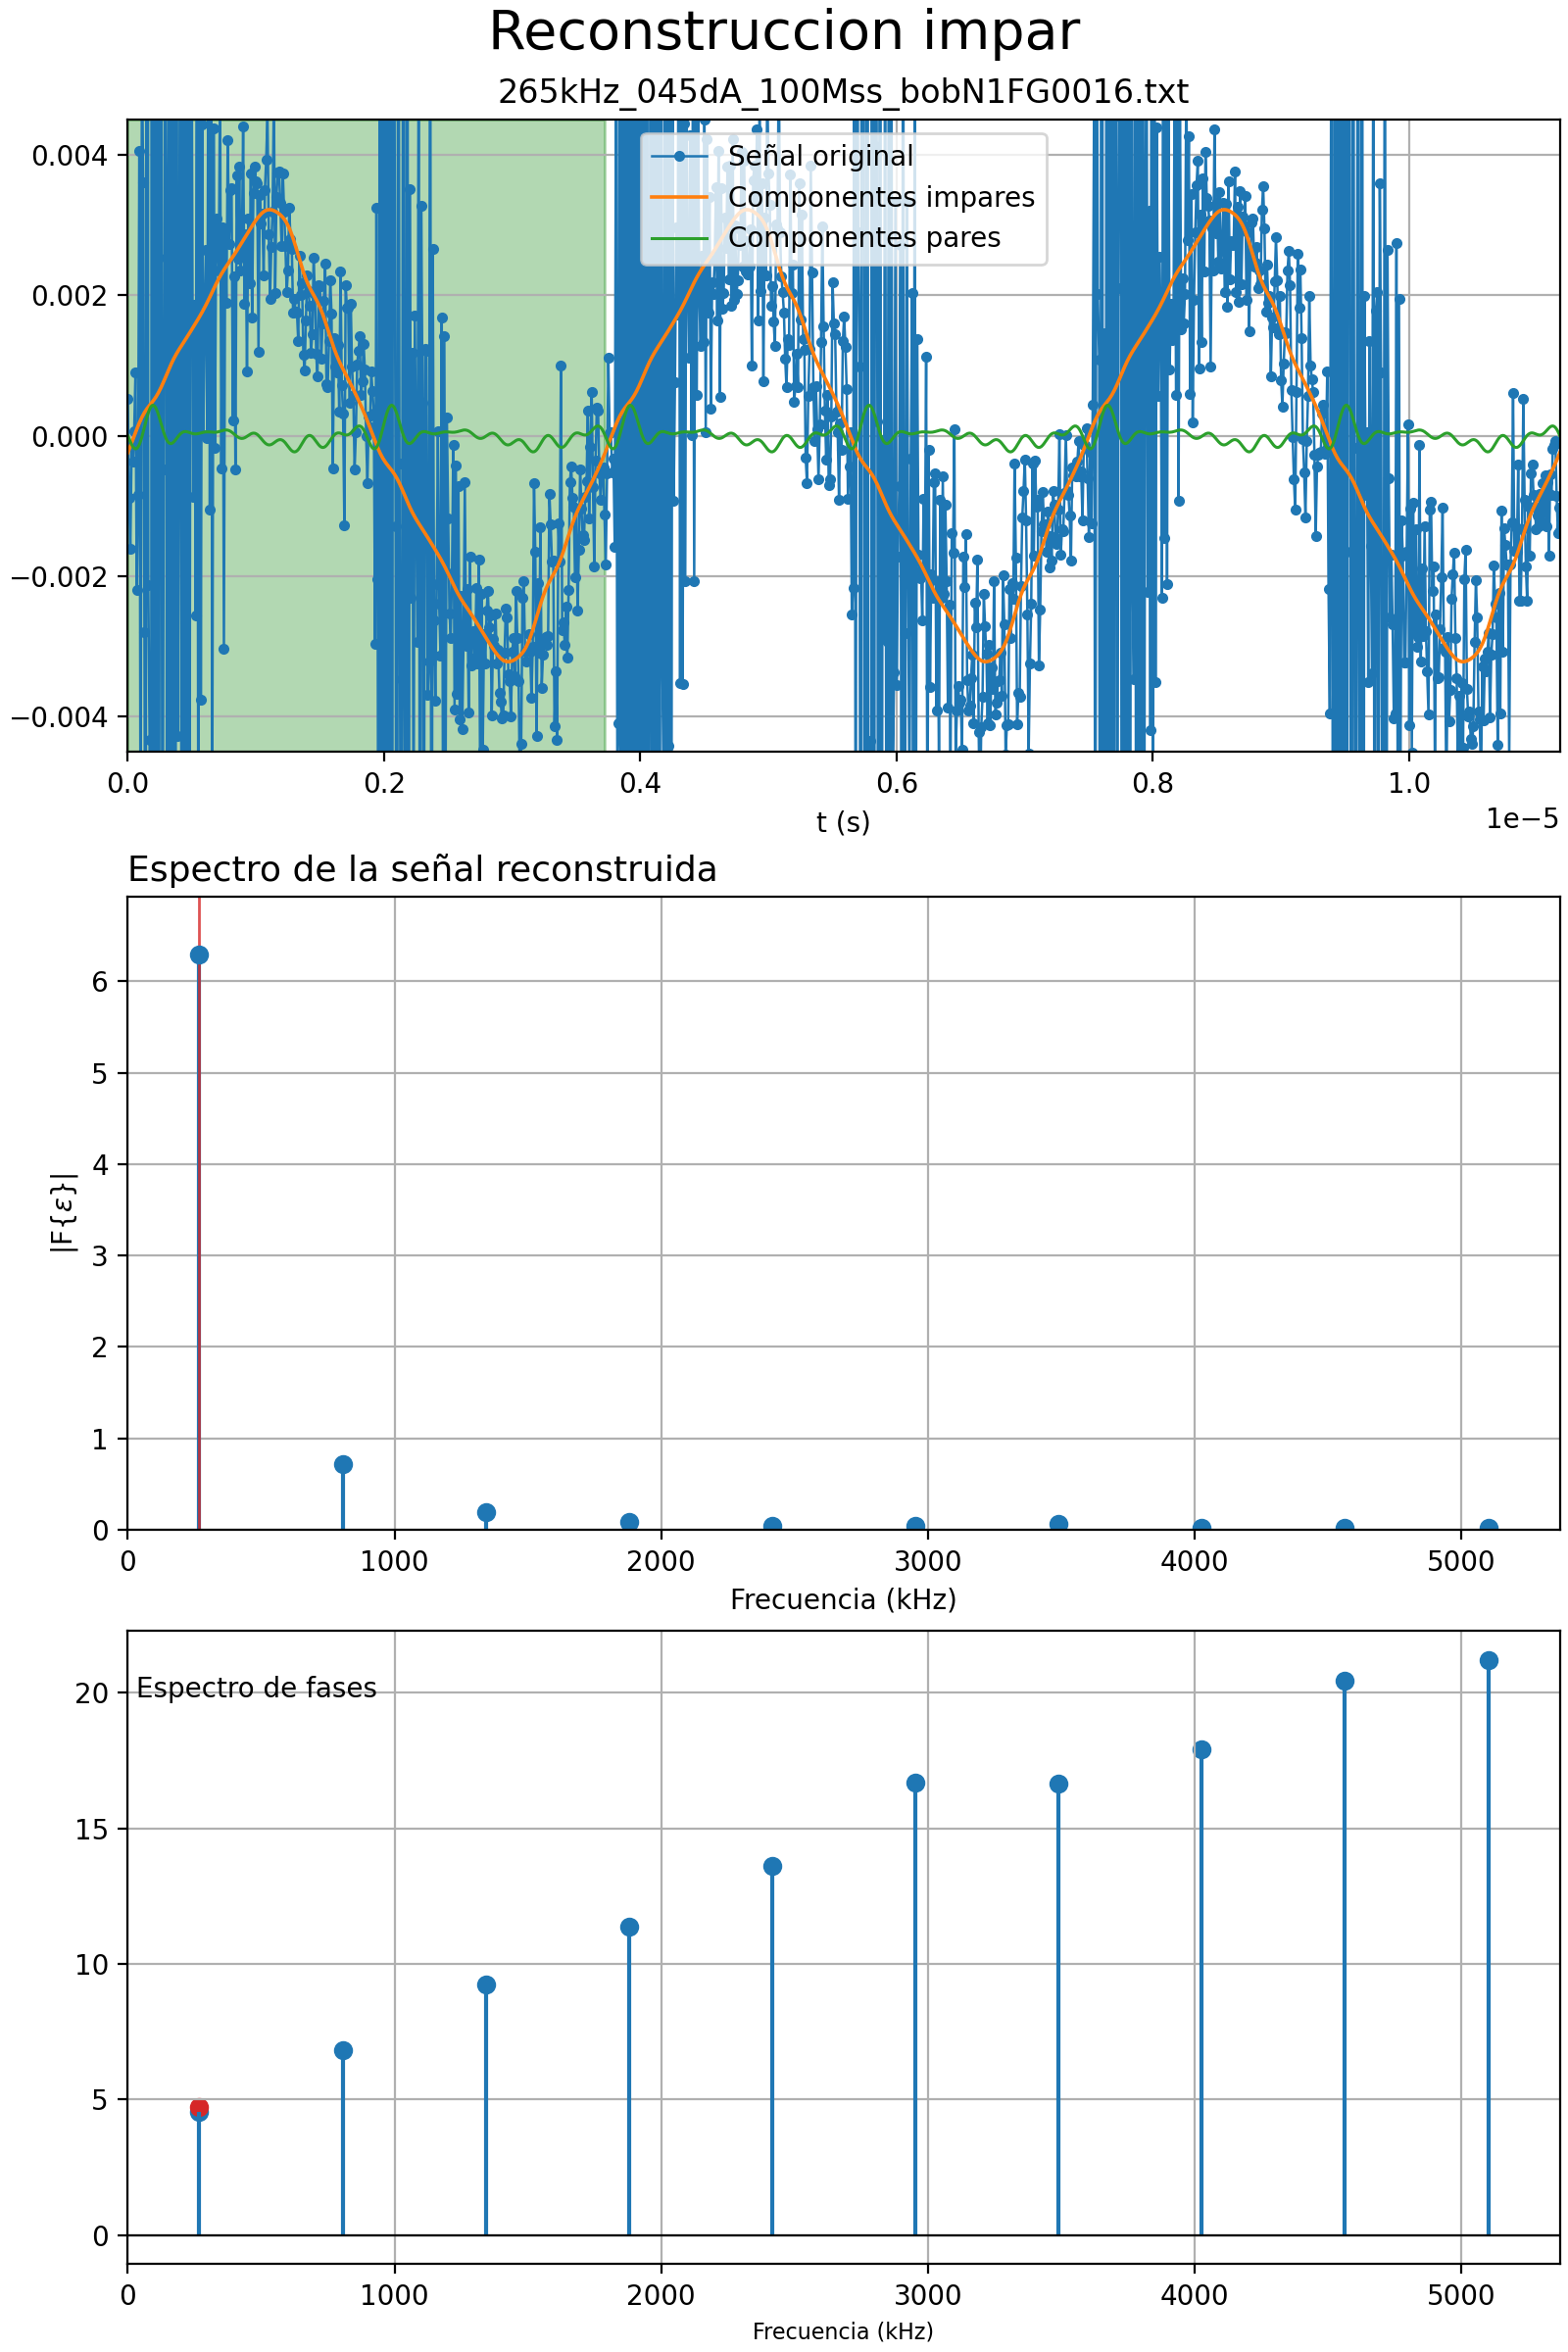 Reconstruccion impar
265kHz_045dA_100Mss_bobN1FG0016.txt
0.004
0.002
0.000
−0.002
−0.004
Señal original
Componentes impares
Componentes pares
0.0 0.2 0.4 0.6 0.8 1.0
1e−5
t (s)
Espectro de la señal reconstruida
6
5
4
3
2
1
0
|F{ε}|
0 1000 2000 3000 4000 5000
Frecuencia (kHz)
Espectro de fases
20
15
10
5
0
0 1000 2000 3000 4000 5000
Frecuencia (kHz)